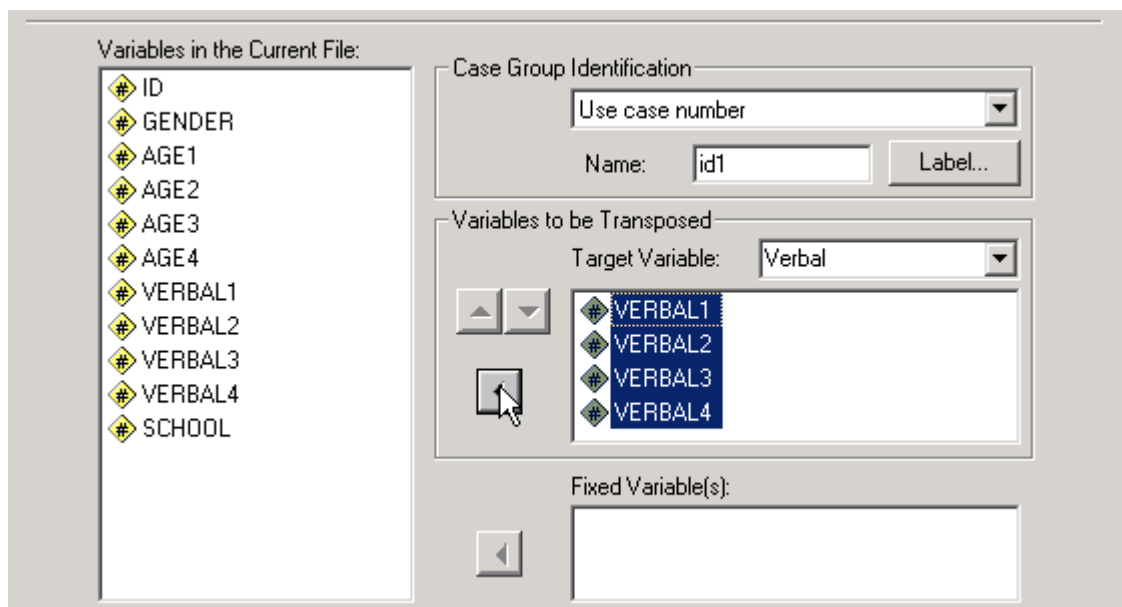 Variables in the Current File:
ID
GENDER
AGE1
AGE2
AGE3
AGE4
VERBAL1
VERBAL2
VERBAL3
VERBAL4
SCHOOL
Case Group Identification
Use case number
Name: id1 Label...
Variables to be Transposed
Target Variable: Verbal
VERBAL1
VERBAL2
VERBAL3
VERBAL4
Fixed Variable(s):